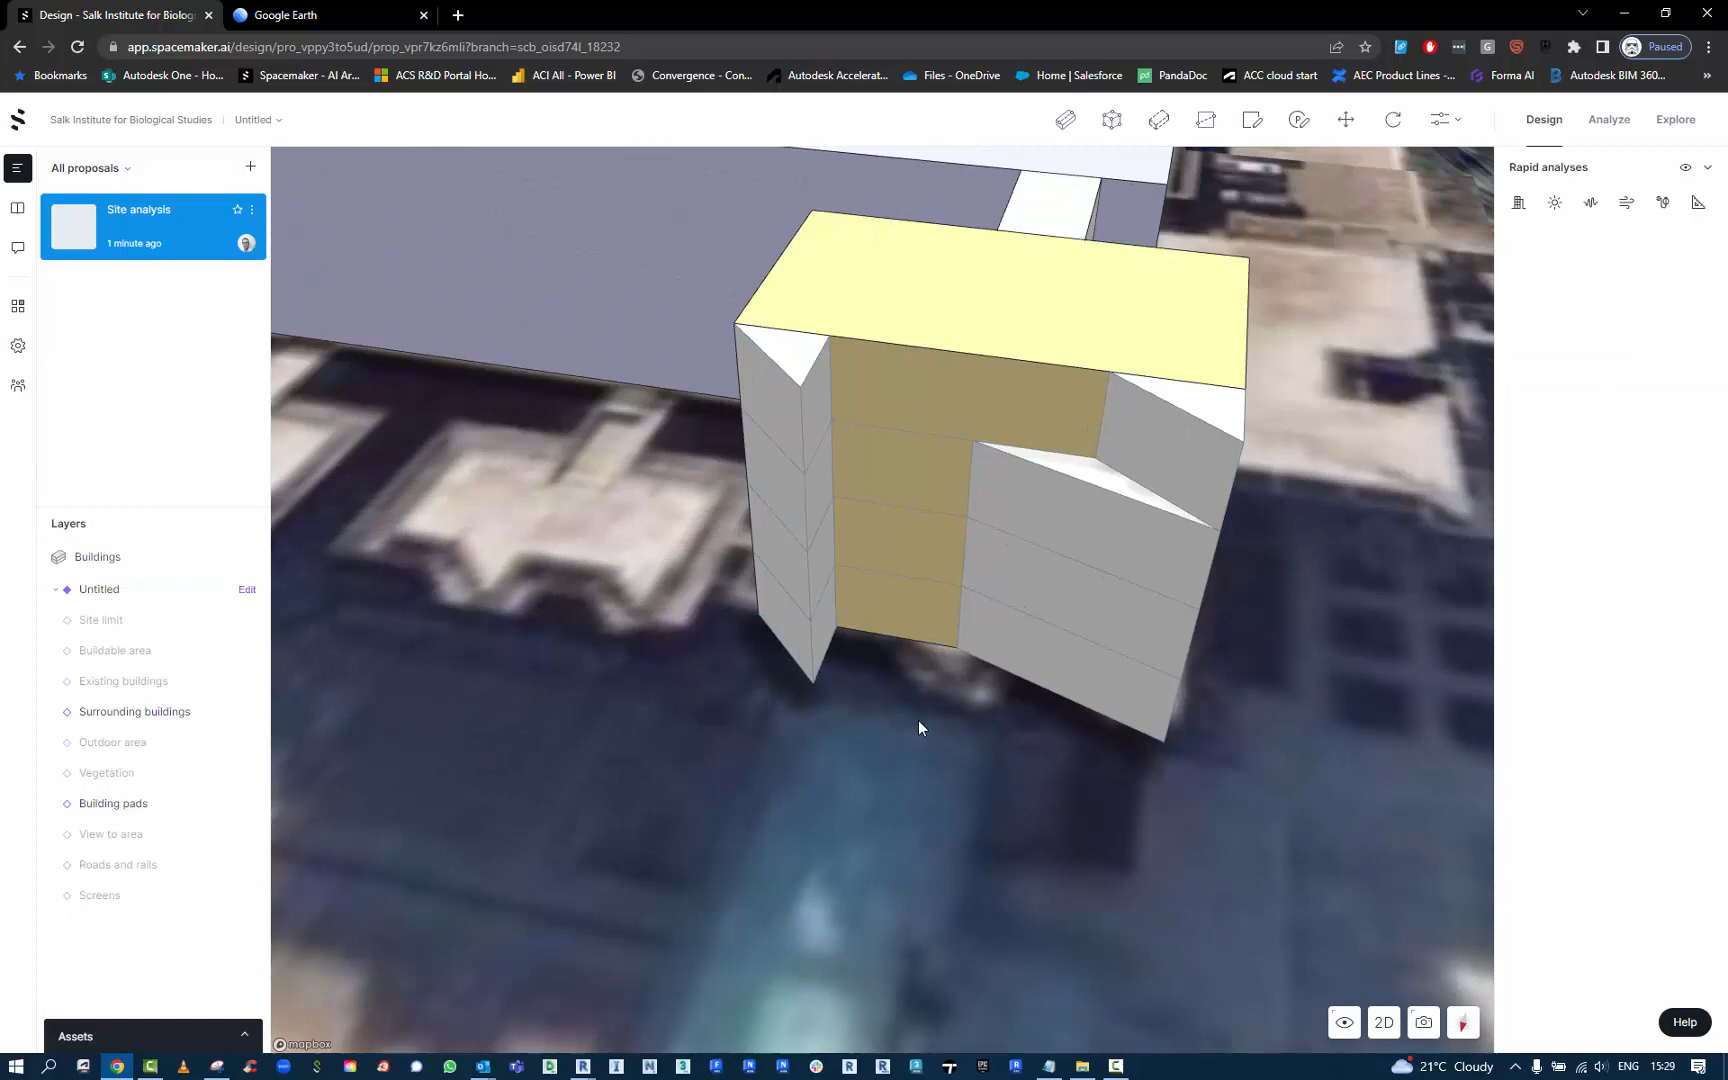 Design - Salk Institute for Biolog
Google Earth
app.spacemaker.ai/design/pro_vppy3to5ud/prop_vpr7kz6mli?branch=scb_oisd74l_18232
Paused
Bookmarks
Autodesk One - Ho...
Spacemaker - AI Ar...
ACS R&D Portal Ho...
ACI All - Power BI
Convergence - Con...
Autodesk Accelerat...
Files - OneDrive
Home | Salesforce
PandaDoc
ACC cloud start
AEC Product Lines -...
Forma AI
Autodesk BIM 360...
Salk Institute for Biological Studies
Untitled
Design
Analyze
Explore
All proposals
Rapid analyses
Site analysis
1 minute ago
Layers
Buildings
Untitled
Edit
Site limit
Buildable area
Existing buildings
Surrounding buildings
Outdoor area
Vegetation
Building pads
View to area
Roads and rails
Screens
Assets
mapbox
2D
Help
21°C Cloudy
ENG
15:29